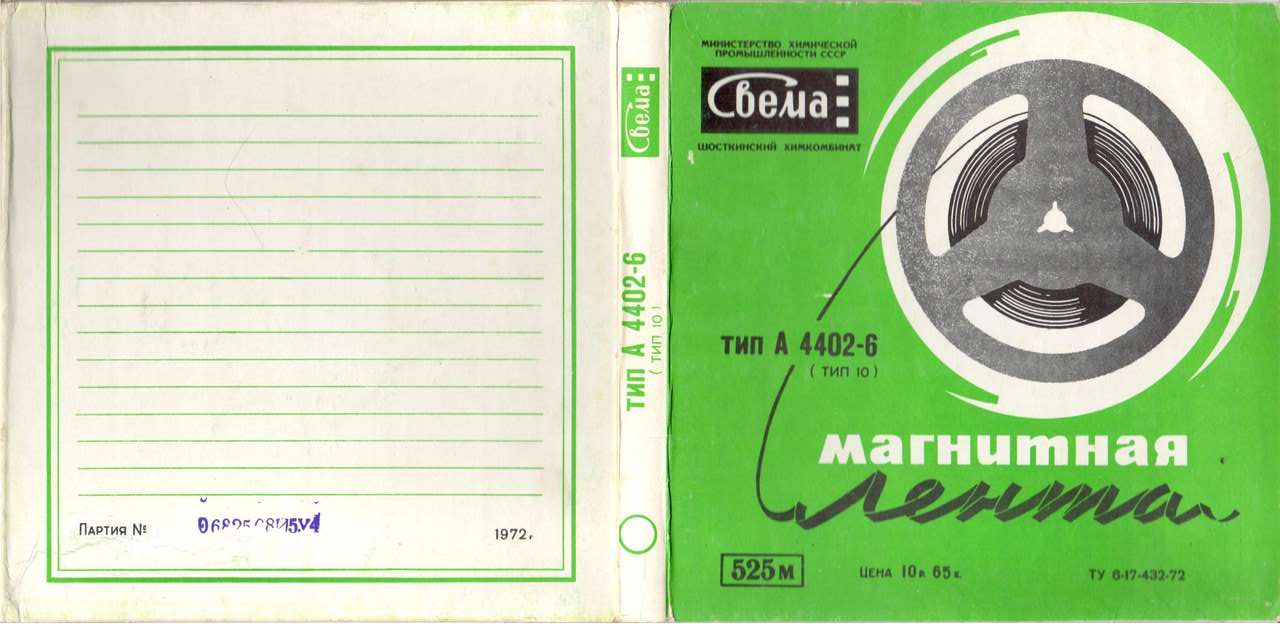 Партия №
1972г.
Свема
ТИП А 4402-6
(ТИП 10)
МИНИСТЕРСТВО ХИМИЧЕСКОЙ
ПРОМЫШЛЕННОСТИ СССР
Свема
ШОСТКИНСКИЙ ХИМКОМБИНАТ
ТИП А 4402-6
(ТИП 10)
магнитная
лента
525 м
ЦЕНА 10 р. 65 к.
ТУ 6-17-432-72